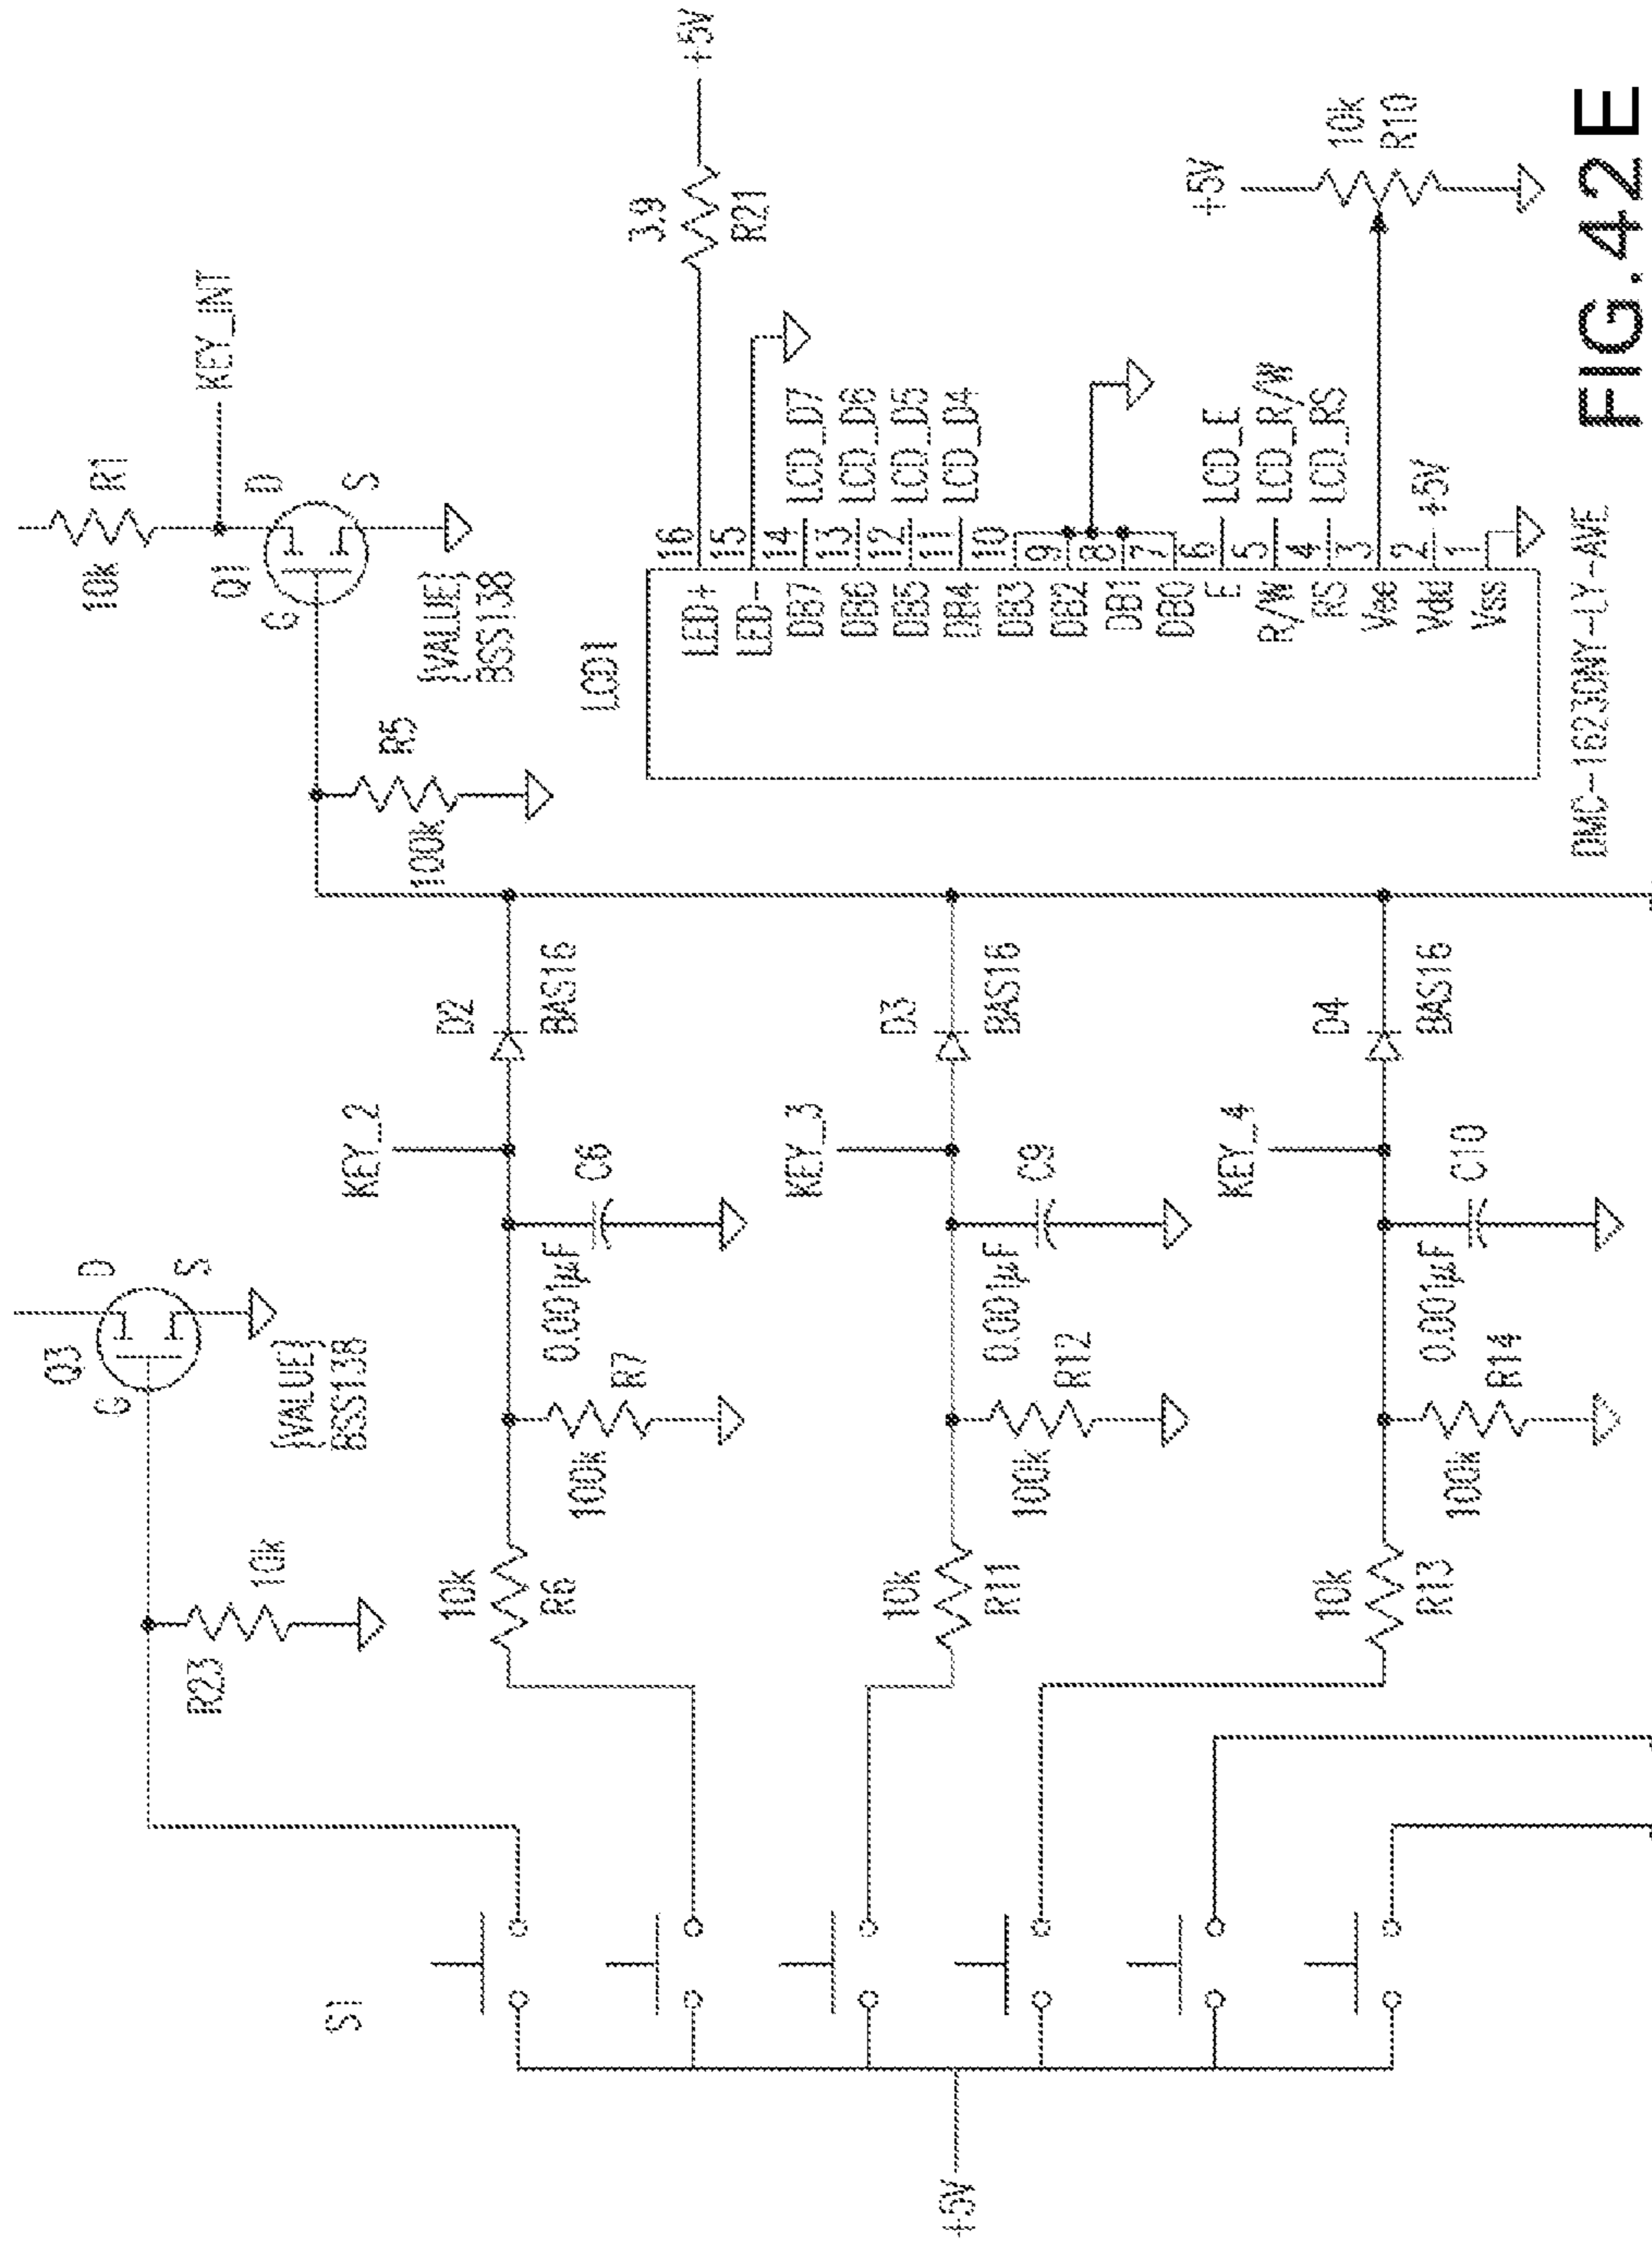 Q3
D
G
S
[VALUE]
BSS138
R23
10k
10k
R1
KEY_INT
Q1
D
G
S
[VALUE]
BSS138
R5
100k
S1
+5V
10k
R6
KEY_2
D2
BAS16
0.001µF
C6
100k
R7
10k
R11
KEY_3
D3
BAS16
0.001µF
C9
100k
R12
10k
R13
KEY_4
D4
BAS16
0.001µF
C10
100k
R14
LCD1
LED+ 16
3.9
R21
+5V
LED- 15
DB7 14 LCD_D7
DB6 13 LCD_D6
DB5 12 LCD_D5
DB4 11 LCD_D4
DB3 10
DB2 9
DB1 8
DB0 7
E 6 LCD_E
R/W 5 LCD_R/W
RS 4 LCD_RS
Vee 3
Vdd 2 +5V
Vss 1
+5V
10k
R10
DMC-16230NY-LY-AVE
FIG.42E